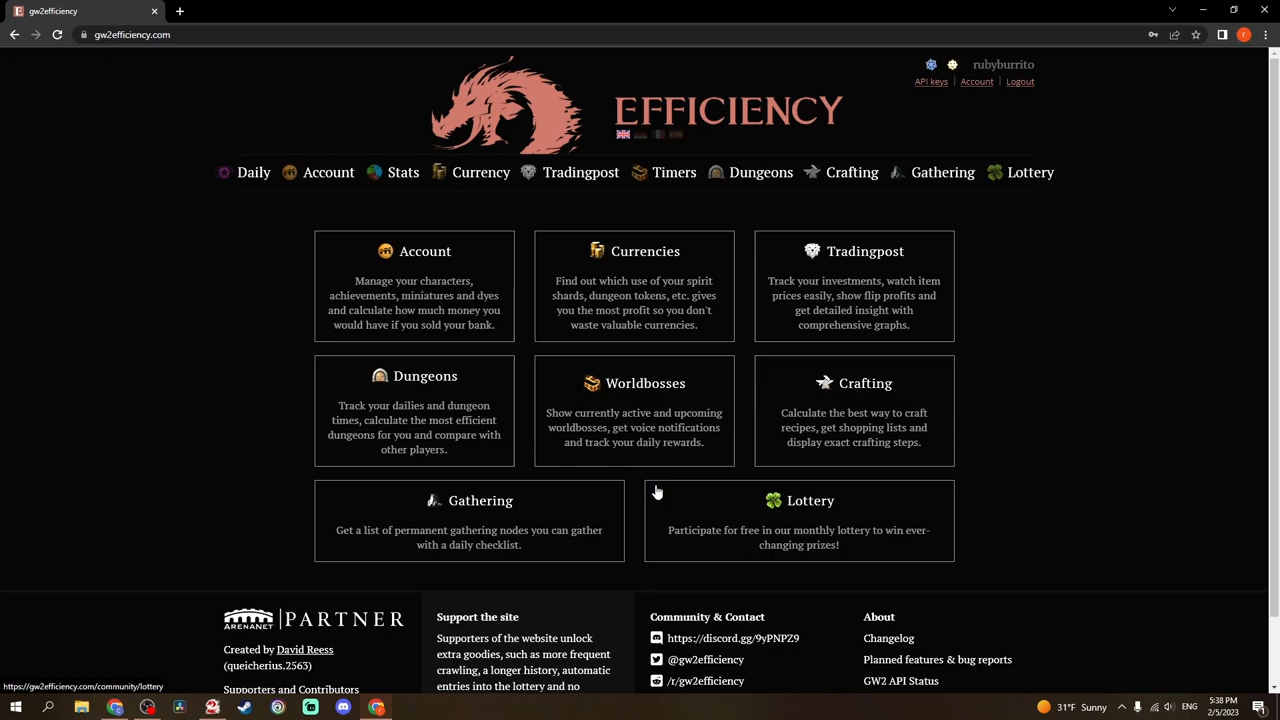 gw2efficiency.com
gw2efficiency.com
rubyburrito
API keys | Account | Logout
EFFICIENCY
Daily Account Stats Currency Tradingpost Timers Dungeons Crafting Gathering Lottery
Account
Manage your characters,
achievements, miniatures and dyes
and calculate how much money you
would have if you sold your bank.
Currencies
Find out which use of your spirit
shards, dungeon tokens, etc. gives
you the most profit so you don't
waste valuable currencies.
Tradingpost
Track your investments, watch item
prices easily, show flip profits and
get detailed insight with
comprehensive graphs.
Dungeons
Track your dailies and dungeon
times, calculate the most efficient
dungeons for you and compare with
other players.
Worldbosses
Show currently active and upcoming
worldbosses, get voice notifications
and track your daily rewards.
Crafting
Calculate the best way to craft
recipes, get shopping lists and
display exact crafting steps.
Gathering
Get a list of permanent gathering nodes you can gather
with a daily checklist.
Lottery
Participate for free in our monthly lottery to win ever-
changing prizes!
ARENANET | PARTNER
Created by David Reess
(queicherius.2563)
Supporters and Contributors
Support the site
Supporters of the website unlock
extra goodies, such as more frequent
crawling, a longer history, automatic
entries into the lottery and no
Community & Contact
https://discord.gg/9yPNPZ9
@gw2efficiency
/r/gw2efficiency
About
Changelog
Planned features & bug reports
GW2 API Status
https://gw2efficiency.com/community/lottery
31°F Sunny
ENG
5:38 PM
2/5/2023